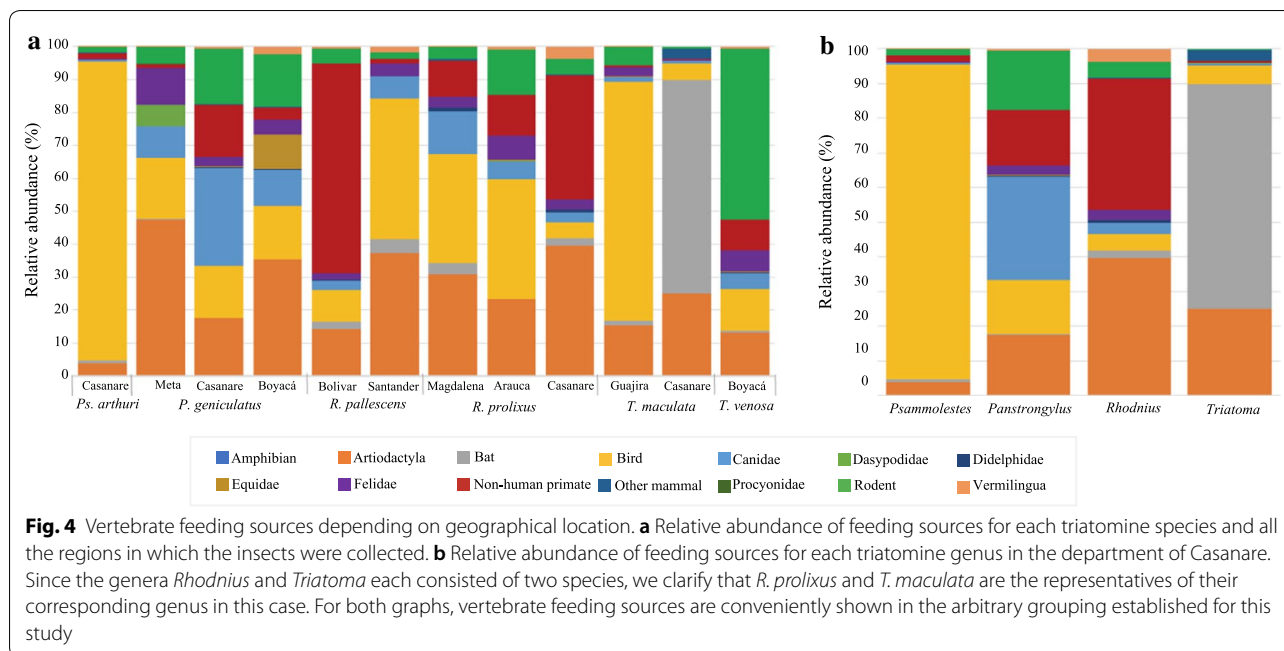 a
Relative abundance (%)
100
90
80
70
60
50
40
30
20
10
0
Casanare Meta Casanare Boyacá Bolivar Santander Magdalena Arauca Casanare Guajira Casanare Boyacá
Ps. arthuri P. geniculatus R. pallescens R. prolixus T. maculata T. venosa
b
Relative abundance (%)
100
90
80
70
60
50
40
30
20
10
0
Psammolestes Panstrongylus Rhodnius Triatoma
Amphibian Artiodactyla Bat Bird Canidae Dasypodidae Didelphidae
Equidae Felidae Non-human primate Other mammal Procyonidae Rodent Vermilingua
Fig. 4 Vertebrate feeding sources depending on geographical location. a Relative abundance of feeding sources for each triatomine species and all
the regions in which the insects were collected. b Relative abundance of feeding sources for each triatomine genus in the department of Casanare.
Since the genera Rhodnius and Triatoma each consisted of two species, we clarify that R. prolixus and T. maculata are the representatives of their
corresponding genus in this case. For both graphs, vertebrate feeding sources are conveniently shown in the arbitrary grouping established for this
study